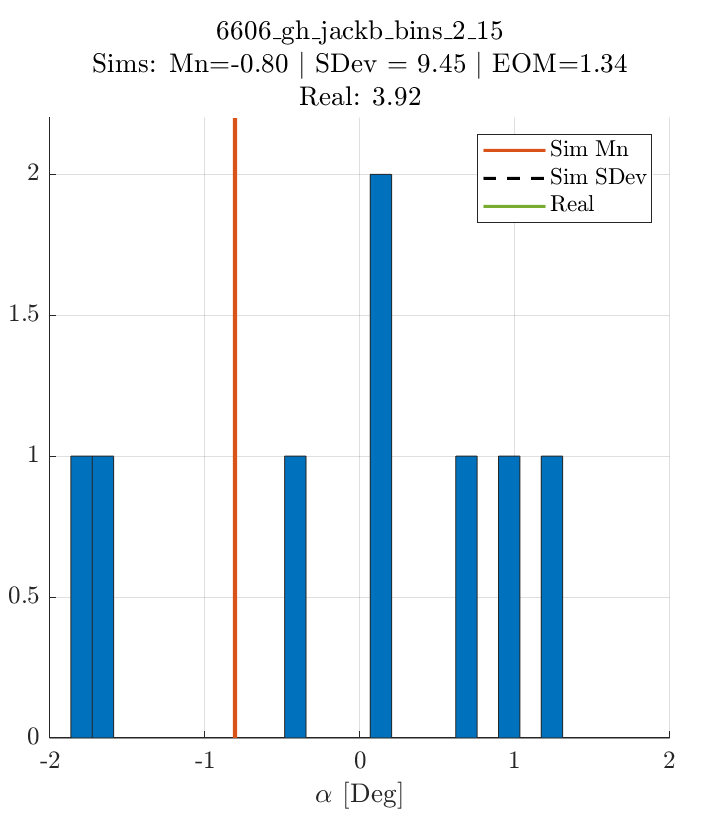 6606_gh_jackb_bins_2_15
Sims: Mn=-0.80 | SDev = 9.45 | EOM=1.34
Real: 3.92
Sim Mn
Sim SDev
Real
2
1.5
1
0.5
0
-2
-1
0
1
2
α [Deg]